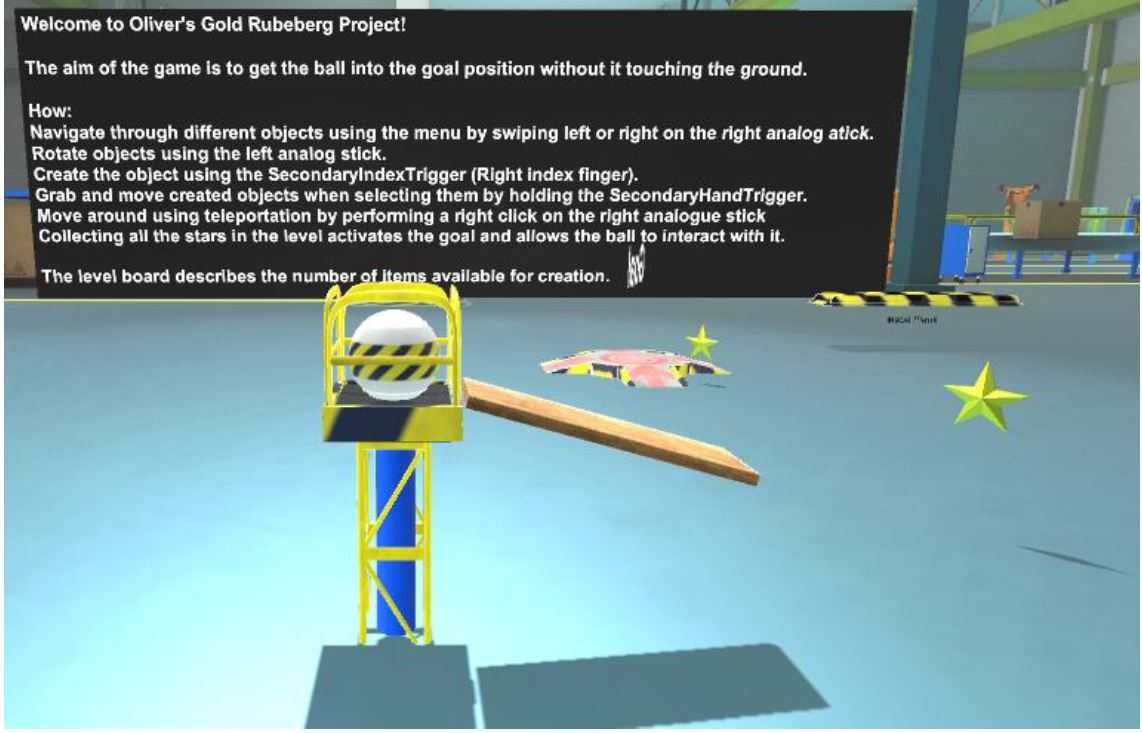 Welcome to Oliver's Gold Rubeberg Project!
The aim of the game is to get the ball into the goal position without it touching the ground.
How:
Navigate through different objects using the menu by swiping left or right on the right analog atick.
Rotate objects using the left analog stick.
Create the object using the SecondaryIndexTrigger (Right index finger).
Grab and move created objects when selecting them by holding the SecondaryHandTrigger.
Move around using teleportation by performing a right click on the right analogue stick
Collecting all the stars in the level activates the goal and allows the ball to interact with it.
The level board describes the number of items available for creation.